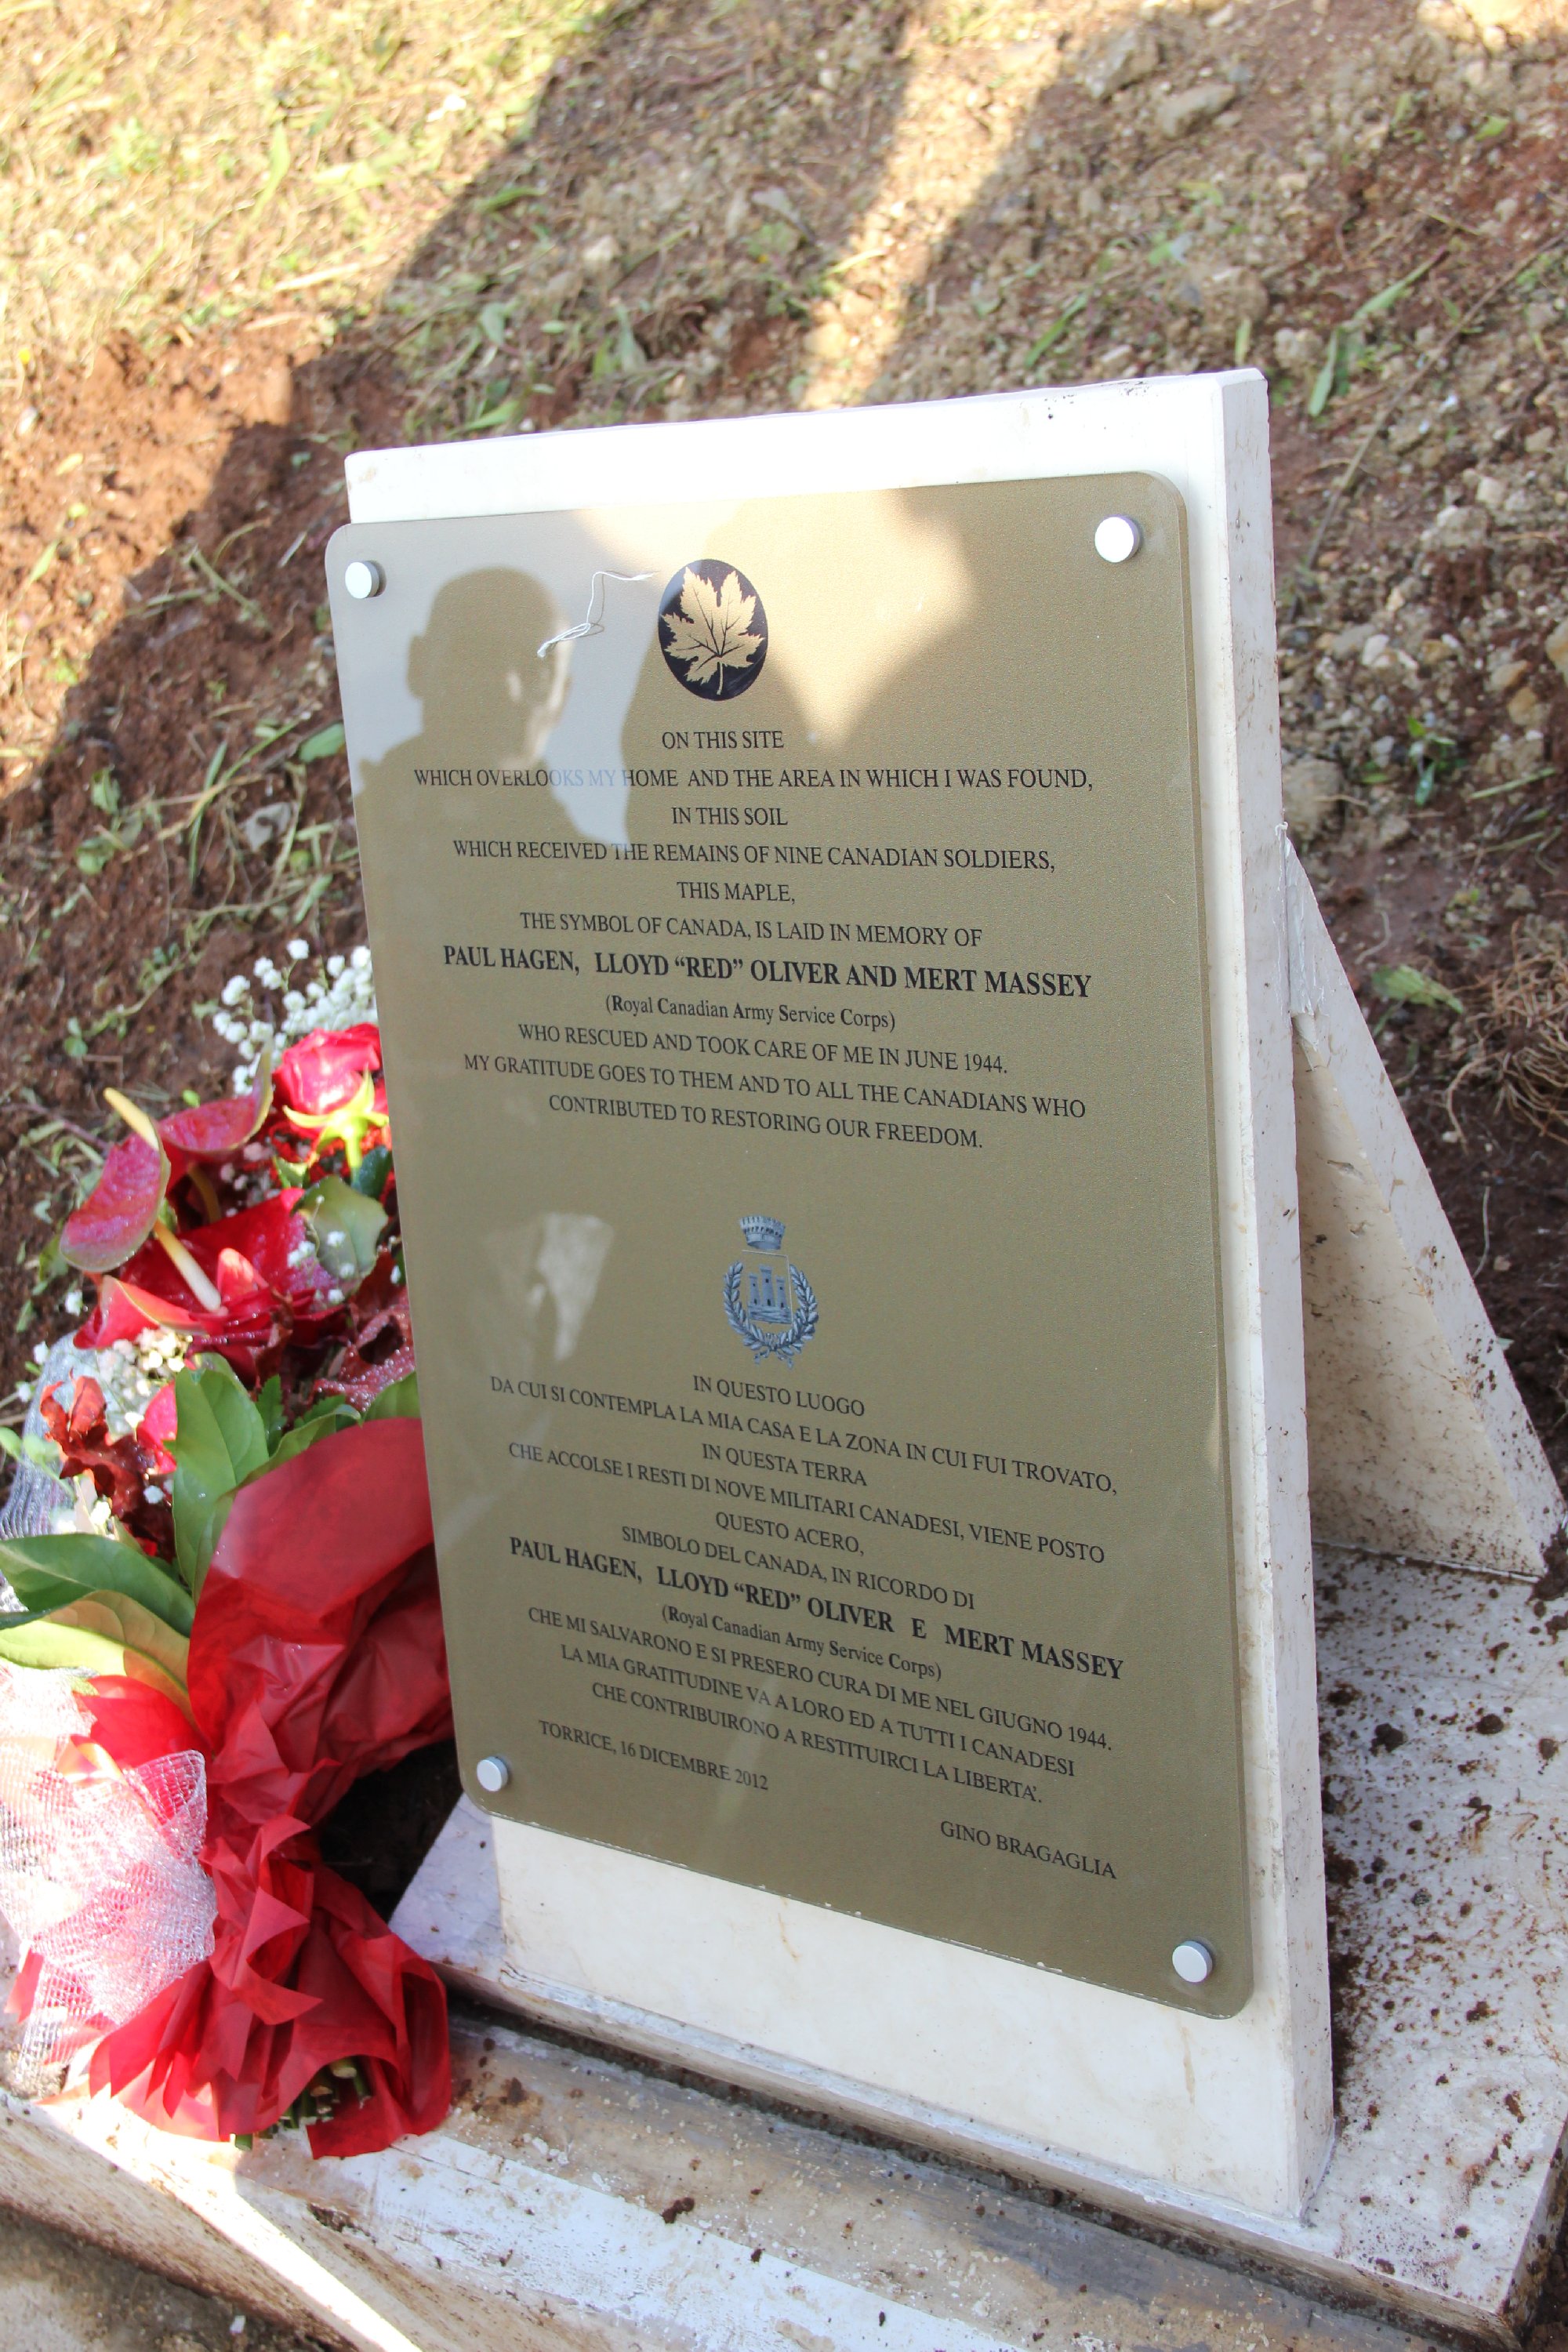 ON THIS SITE
WHICH OVERLOOKS MY HOME AND THE AREA IN WHICH I WAS FOUND,
IN THIS SOIL
WHICH RECEIVED THE REMAINS OF NINE CANADIAN SOLDIERS,
THIS MAPLE,
THE SYMBOL OF CANADA, IS LAID IN MEMORY OF
PAUL HAGEN, LLOYD “RED” OLIVER AND MERT MASSEY
(Royal Canadian Army Service Corps)
WHO RESCUED AND TOOK CARE OF ME IN JUNE 1944.
MY GRATITUDE GOES TO THEM AND TO ALL THE CANADIANS WHO
CONTRIBUTED TO RESTORING OUR FREEDOM.
IN QUESTO LUOGO
DA CUI SI CONTEMPLA LA MIA CASA E LA ZONA IN CUI FUI TROVATO,
IN QUESTA TERRA
CHE ACCOLSE I RESTI DI NOVE MILITARI CANADESI, VIENE POSTO
QUESTO ACERO,
SIMBOLO DEL CANADA, IN RICORDO DI
PAUL HAGEN, LLOYD “RED” OLIVER E MERT MASSEY
(Royal Canadian Army Service Corps)
CHE MI SALVARONO E SI PRESERO CURA DI ME NEL GIUGNO 1944.
LA MIA GRATITUDINE VA A LORO ED A TUTTI I CANADESI
CHE CONTRIBUIRONO A RESTITUIRCI LA LIBERTA’.
TORRICE, 16 DICEMBRE 2012
GINO BRAGAGLIA